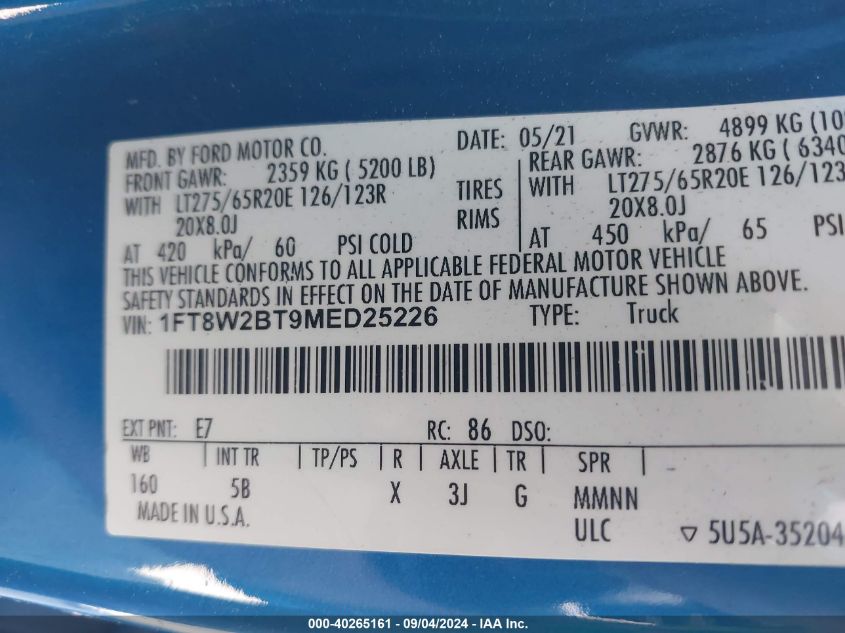 MFD. BY FORD MOTOR CO. DATE: 05/21 GVWR: 4899 KG
FRONT GAWR: 2359 KG ( 5200 LB) REAR GAWR: 2876 KG
WITH LT275/65R20E 126/123R TIRES WITH LT275/65R20E 126/123
20X8.0J RIMS 20X8.0J
AT 420 kPa/ 60 PSI COLD AT 450 kPa/ 65 PSI
THIS VEHICLE CONFORMS TO ALL APPLICABLE FEDERAL MOTOR VEHICLE
SAFETY STANDARDS IN EFFECT ON THE DATE OF MANUFACTURE SHOWN ABOVE.
VIN: 1FT8W2BT9MED25226 TYPE: Truck
EXT PNT: E7 RC: 86 DSO:
WB | INT TR | TP/PS | R | AXLE | TR | SPR |
160 5B X 3J G MMNN
MADE IN U.S.A. ULC ▽ 5U5A-35204
000-40265161 - 09/04/2024 - © IAA, Inc.